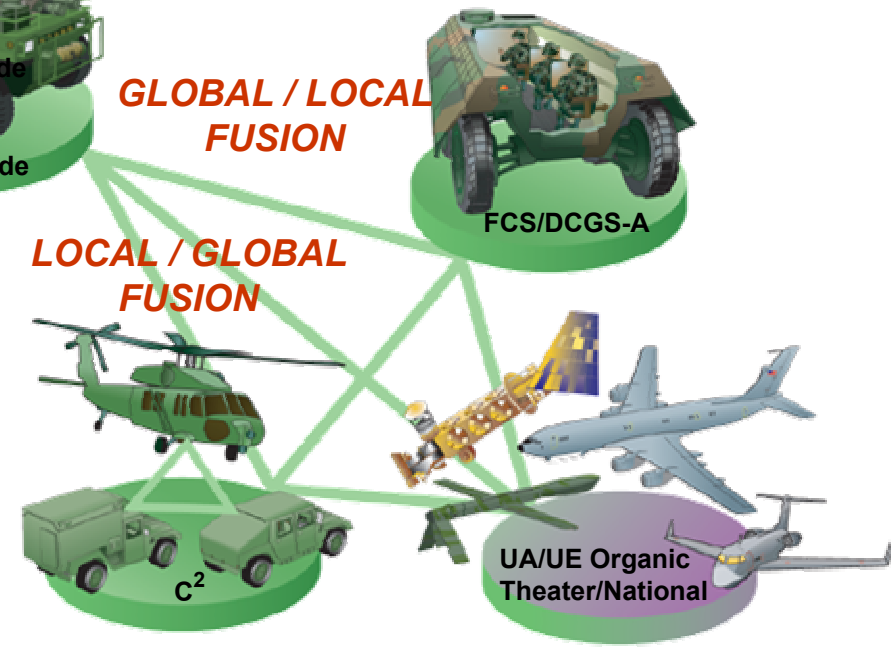 GLOBAL / LOCAL
FUSION
FCS/DCGS-A
LOCAL / GLOBAL
FUSION
C²
UA/UE Organic
Theater/National